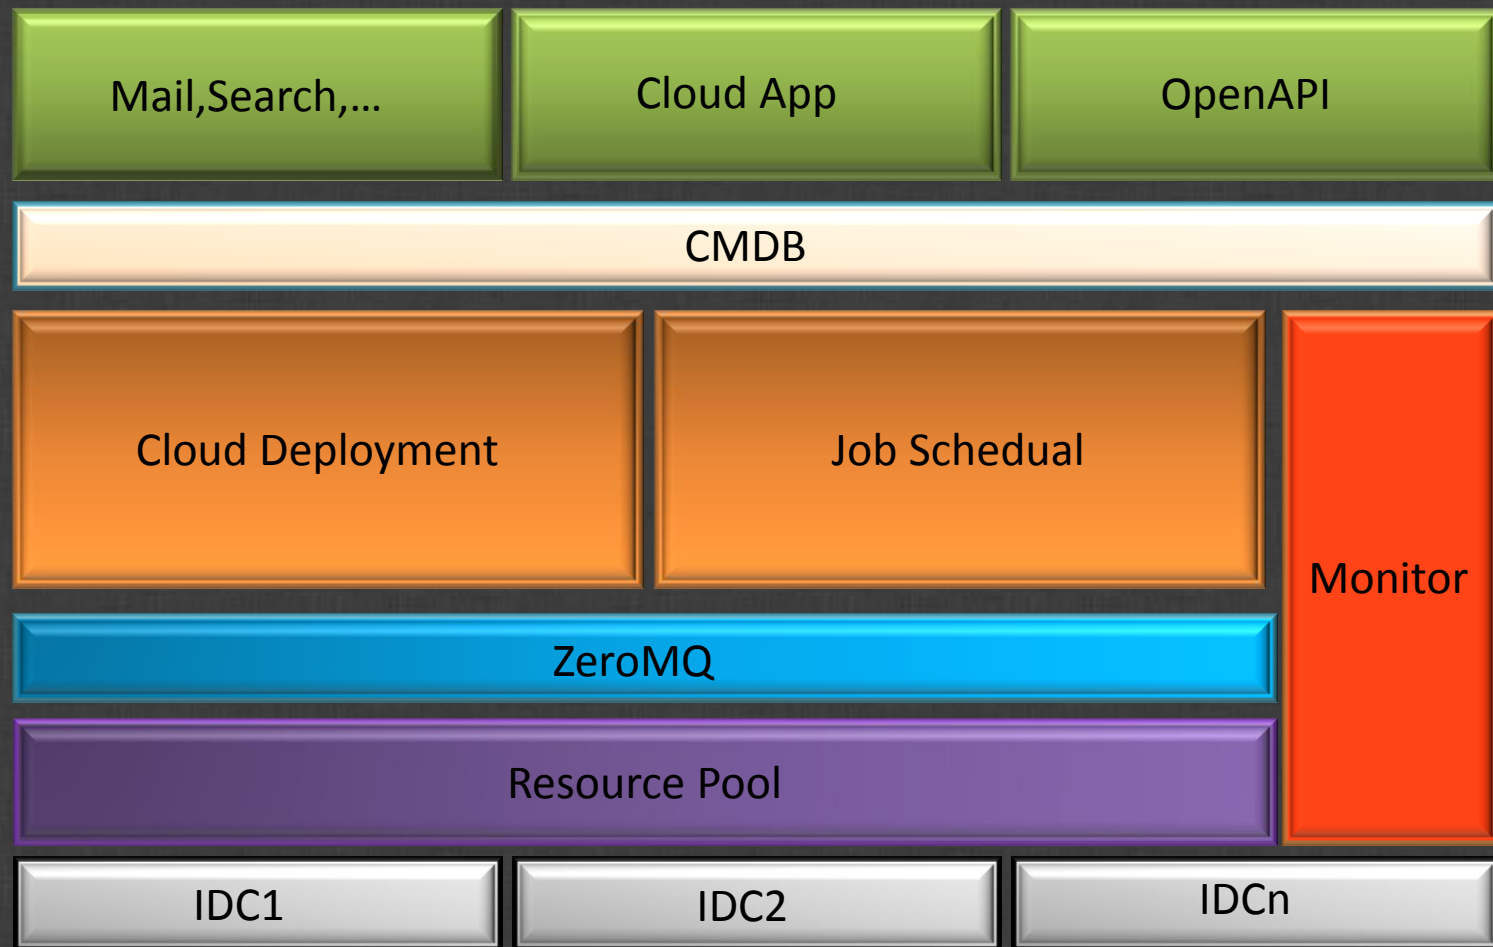 Mail,Search,...
Cloud App
OpenAPI
CMDB
Cloud Deployment
Job Schedual
Monitor
ZeroMQ
Resource Pool
IDC1
IDC2
IDCn